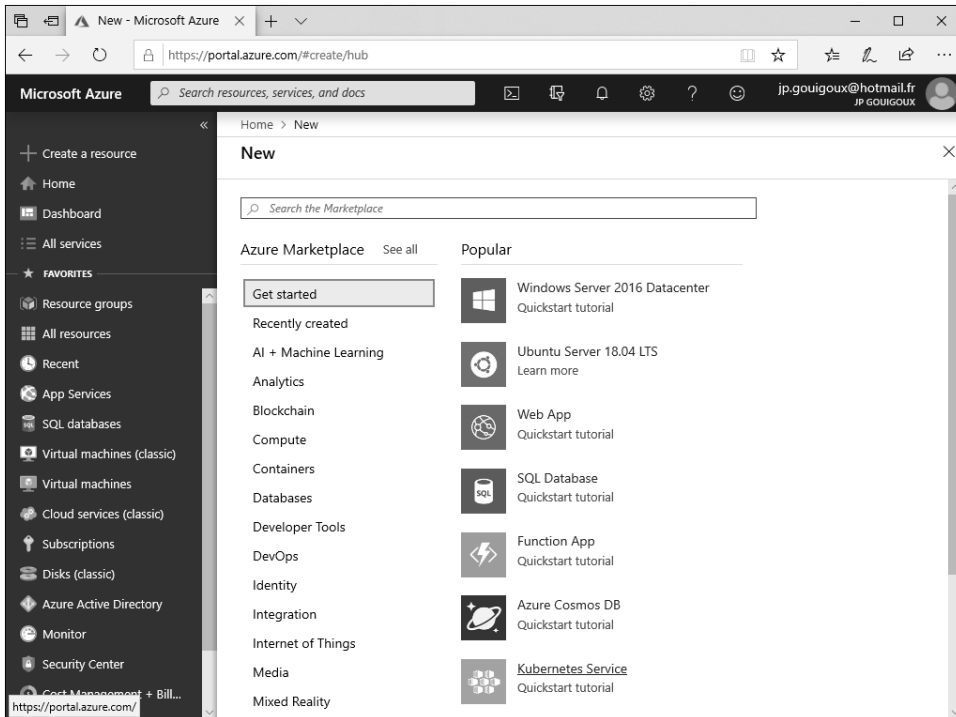 New - Microsoft Azure
https://portal.azure.com/#create/hub
Microsoft Azure
Search resources, services, and docs
jp.gouigoux@hotmail.fr
JP GOUIGOUX
Home > New
New
Create a resource
Home
Dashboard
All services
FAVORITES
Resource groups
All resources
Recent
App Services
SQL databases
Virtual machines (classic)
Virtual machines
Cloud services (classic)
Subscriptions
Disks (classic)
Azure Active Directory
Monitor
Security Center
Cost Management + Bill...
https://portal.azure.com/
Search the Marketplace
Azure Marketplace See all
Get started
Recently created
AI + Machine Learning
Analytics
Blockchain
Compute
Containers
Databases
Developer Tools
DevOps
Identity
Integration
Internet of Things
Media
Mixed Reality
Popular
Windows Server 2016 Datacenter
Quickstart tutorial
Ubuntu Server 18.04 LTS
Learn more
Web App
Quickstart tutorial
SQL
SQL Database
Quickstart tutorial
Function App
Quickstart tutorial
Azure Cosmos DB
Quickstart tutorial
Kubernetes Service
Quickstart tutorial